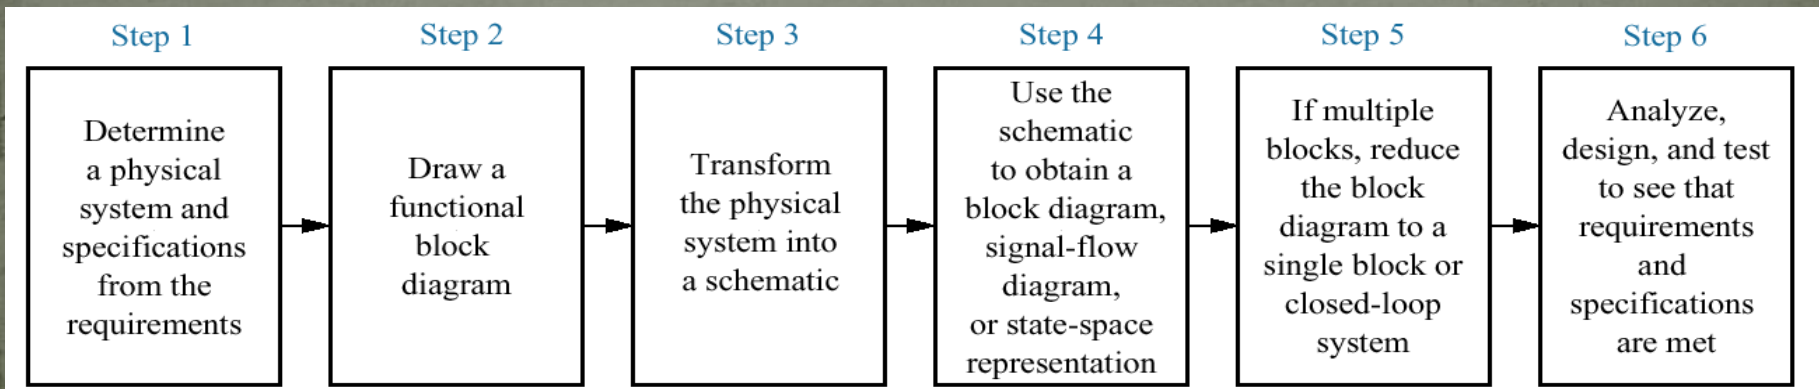 Step 1
Determine
a physical
system and
specifications
from the
requirements
Step 2
Draw a
functional
block
diagram
Step 3
Transform
the physical
system into
a schematic
Step 4
Use the
schematic
to obtain a
block diagram,
signal-flow
diagram,
or state-space
representation
Step 5
If multiple
blocks, reduce
the block
diagram to a
single block or
closed-loop
system
Step 6
Analyze,
design, and test
to see that
requirements
and
specifications
are met